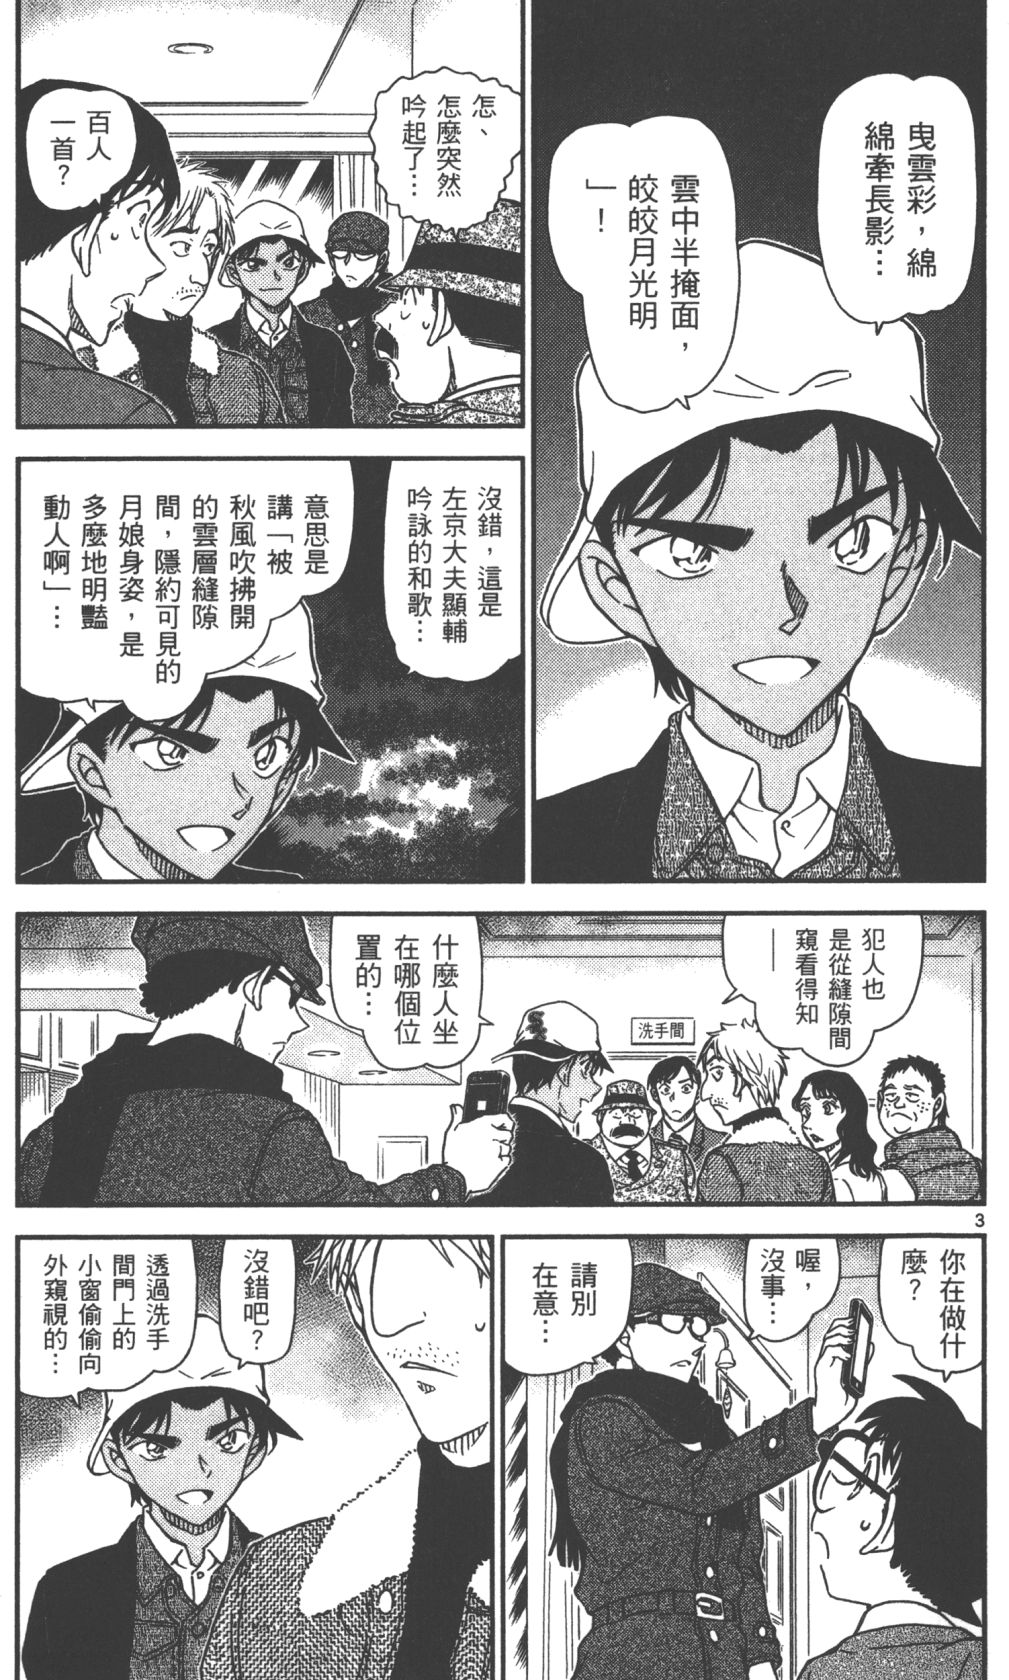 曳雲彩，綿
綿牽長影…
雲中半掩面，
皎皎月光明
」！
怎、
怎麼突然
吟起了…
百人
一首？
沒錯，這是
左京大夫顯輔
吟詠的和歌…
意思是
講「被
秋風吹拂開
的雲層縫隙
間，隱約可見的
月娘身姿，是
多麼地明豔
動人啊」…
犯人也
是從縫隙間
窺看得知
—
什麼人坐
在哪個位
置的…
洗手間
3
你在做什
麼？
喔，
沒事…
請別
在意…
沒錯吧？
透過洗手
間門上的
小窗偷偷向
外窺視的…